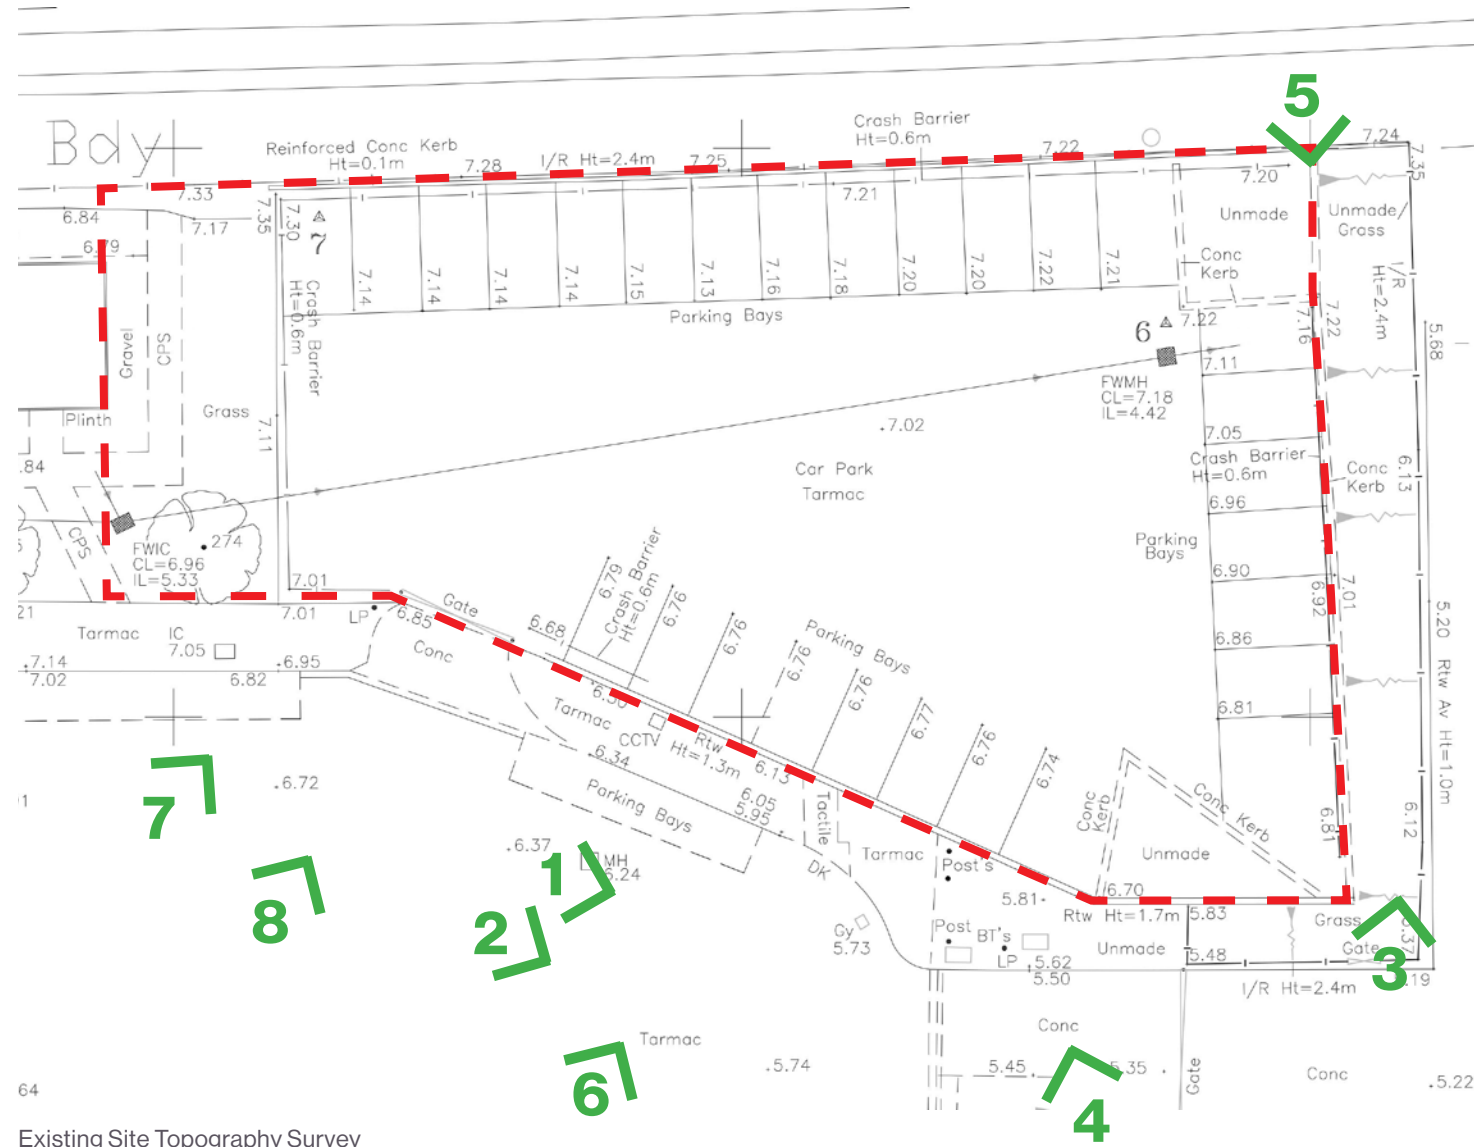 5
Bdy
Reinforced Conc Kerb
Ht=0.1m
7.28
I/R Ht=2.4m
7.25
Crash Barrier
Ht=0.6m
7.22
7.24
7.35
7.33
7.21
7.20
6.84
7.17
7.35
7.30
7
6.79
Unmade
Unmade/
Grass
Conc
Kerb
I/R
Ht=2.4m
7.14
7.14
7.14
7.14
7.15
7.13
7.16
7.18
7.20
7.20
7.22
7.21
Crash Barrier
Ht=0.6m
Parking Bays
6
7.22
7.16
7.22
5.68
Gravel
CPS
7.11
FWMH
CL=7.18
IL=4.42
Plinth
Grass
7.11
.7.02
7.05
.84
Car Park
Tarmac
Crash Barrier
Ht=0.6m
Conc
Kerb
6.13
6.96
CPS
274
FWIC
CL=6.96
IL=5.33
Parking
Bays
6.90
6.92
7.01
7.01
7.01
LP
6.85
Gate
6.68
6.79
Crash Barrier
Ht=0.6m
6.76
6.76
6.76
Parking Bays
6.76
6.77
6.76
6.74
21
Tarmac
IC
7.05
Conc
6.86
5.20
Rtw Av Ht=1.0m
7.14
7.02
6.95
6.82
6.50
Tarmac
CCTV
Rtw
Ht=1.3m
6.13
6.81
6.34
Parking Bays
6.05
5.95
Tactile
Conc
Kerb
Conc Kerb
6.81
6.12
7
.6.72
.6.37
MH
6.24
1
DK
Tarmac
Post's
Unmade
8
2
5.81
6.70
Rtw Ht=1.7m
5.83
Grass
Gy
5.73
Post
BT's
LP
5.62
5.50
Unmade
5.48
Gate
3
I/R Ht=2.4m
Tarmac
Conc
.5.74
5.45
5.35
Gate
Conc
.5.22
6
4
64
Existing Site Topography Survey